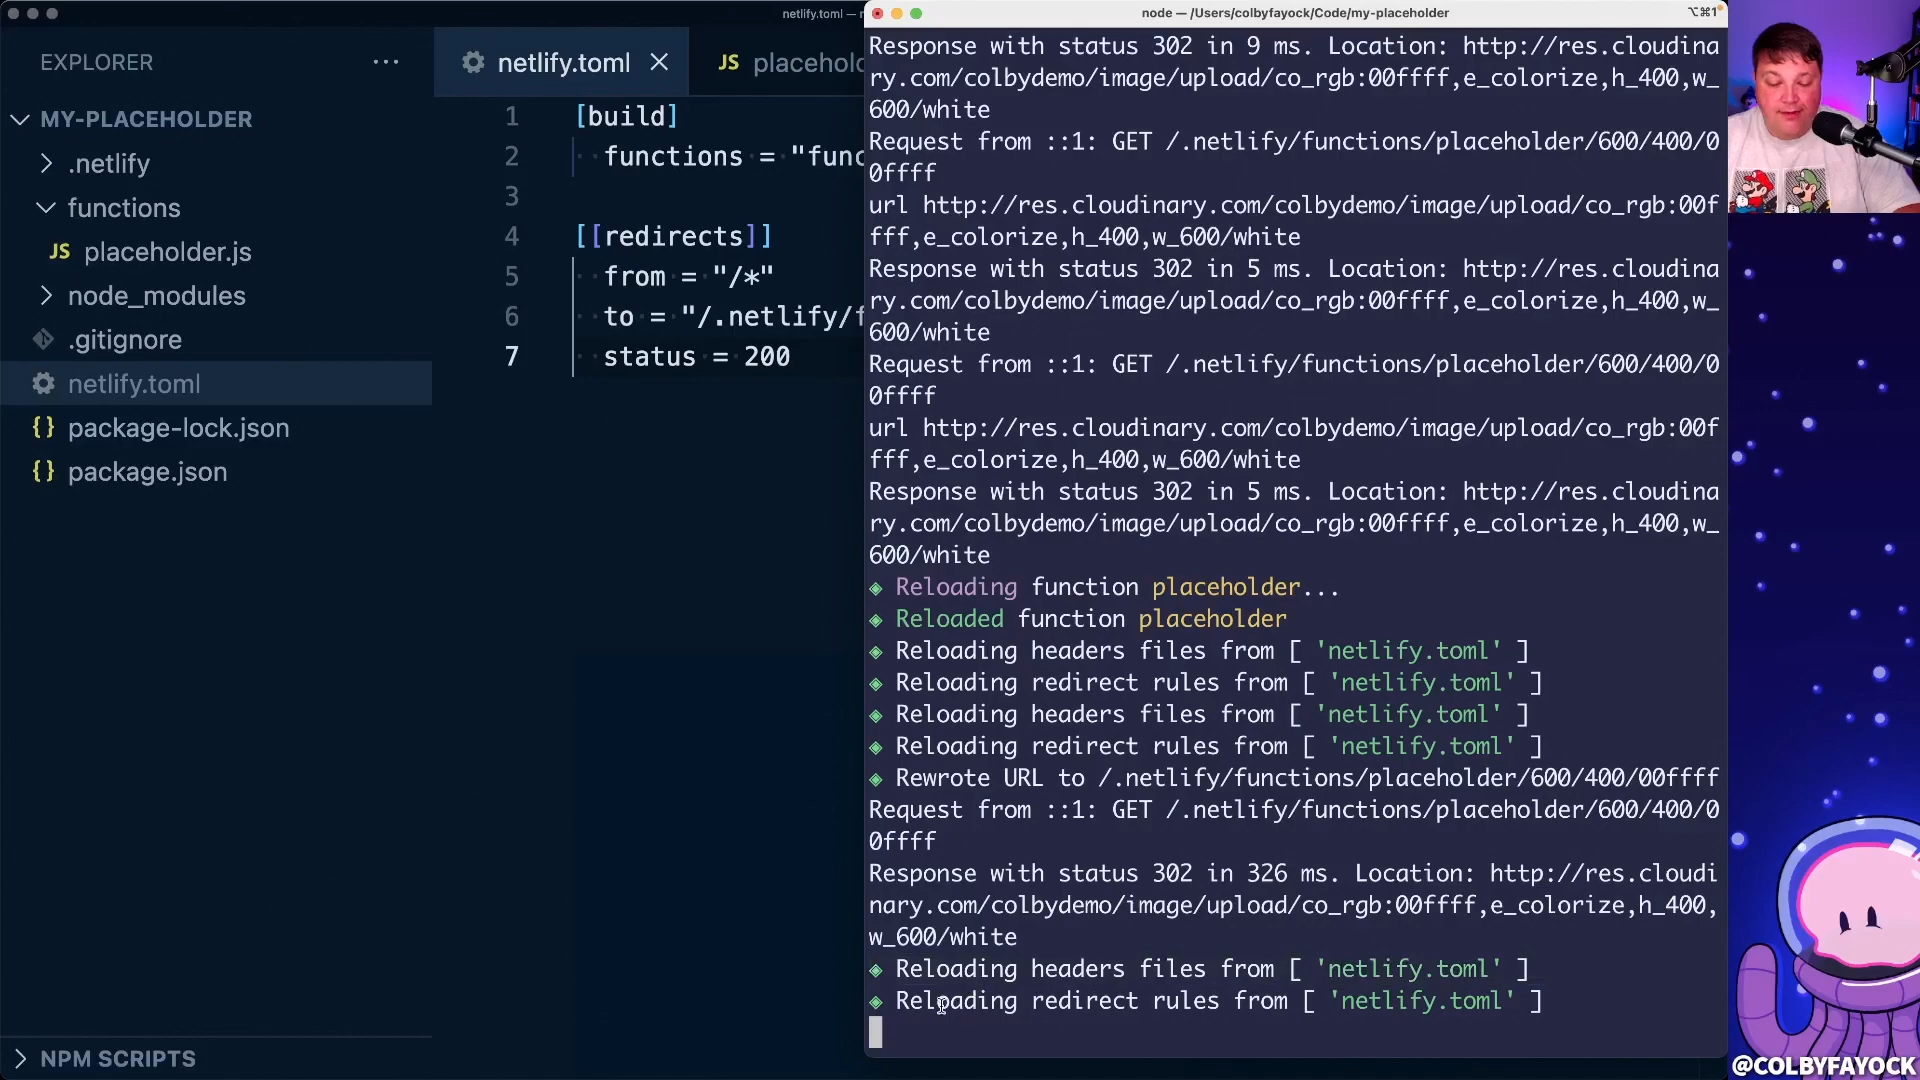 netlify.toml —
EXPLORER
MY-PLACEHOLDER
.netlify
functions
JS placeholder.js
node_modules
.gitignore
netlify.toml
{} package-lock.json
{} package.json
NPM SCRIPTS
netlify.toml
JS placehold
1 [build]
2 functions = "func
3
4 [[redirects]]
5 from = "/*"
6 to = "/.netlify/f
7 status = 200
node — /Users/colbyfayock/Code/my-placeholder
⌥⌘1
Response with status 302 in 9 ms. Location: http://res.cloudina
ry.com/colbydemo/image/upload/co_rgb:00ffff,e_colorize,h_400,w_
600/white
Request from ::1: GET /.netlify/functions/placeholder/600/400/0
0ffff
url http://res.cloudinary.com/colbydemo/image/upload/co_rgb:00f
fff,e_colorize,h_400,w_600/white
Response with status 302 in 5 ms. Location: http://res.cloudina
ry.com/colbydemo/image/upload/co_rgb:00ffff,e_colorize,h_400,w_
600/white
Request from ::1: GET /.netlify/functions/placeholder/600/400/0
0ffff
url http://res.cloudinary.com/colbydemo/image/upload/co_rgb:00f
fff,e_colorize,h_400,w_600/white
Response with status 302 in 5 ms. Location: http://res.cloudina
ry.com/colbydemo/image/upload/co_rgb:00ffff,e_colorize,h_400,w_
600/white
◈ Reloading function placeholder...
◈ Reloaded function placeholder
◈ Reloading headers files from [ 'netlify.toml' ]
◈ Reloading redirect rules from [ 'netlify.toml' ]
◈ Reloading headers files from [ 'netlify.toml' ]
◈ Reloading redirect rules from [ 'netlify.toml' ]
◈ Rewrote URL to /.netlify/functions/placeholder/600/400/00ffff
Request from ::1: GET /.netlify/functions/placeholder/600/400/0
0ffff
Response with status 302 in 326 ms. Location: http://res.cloudi
nary.com/colbydemo/image/upload/co_rgb:00ffff,e_colorize,h_400,
w_600/white
◈ Reloading headers files from [ 'netlify.toml' ]
◈ Reloading redirect rules from [ 'netlify.toml' ]
@COLBYFAYOCK